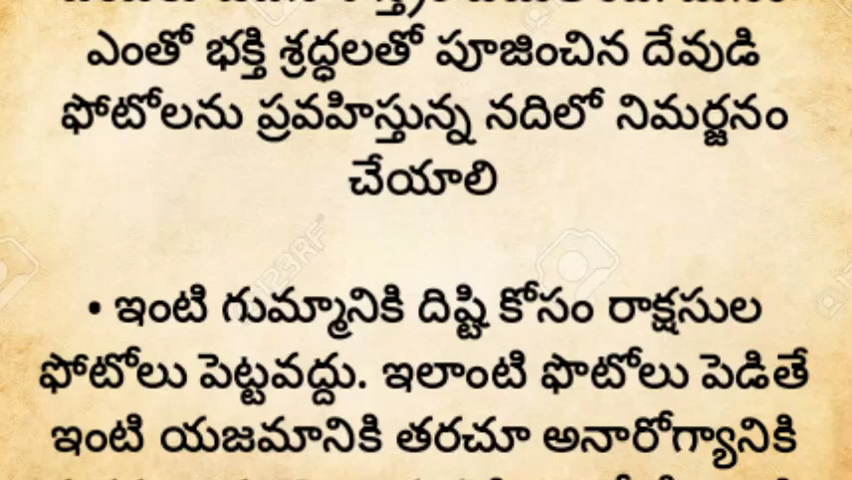 ఎంతో భక్తి శ్రద్ధలతో పూజించిన దేవుడి
ఫోటోలను ప్రవహిస్తున్న నదిలో నిమర్జనం
చేయాలి
• ఇంటి గుమ్మానికి దిష్టి కోసం రాక్షసుల
ఫోటోలు పెట్టవద్దు. ఇలాంటి ఫొటోలు పెడితే
ఇంటి యజమానికి తరచూ అనారోగ్యానికి